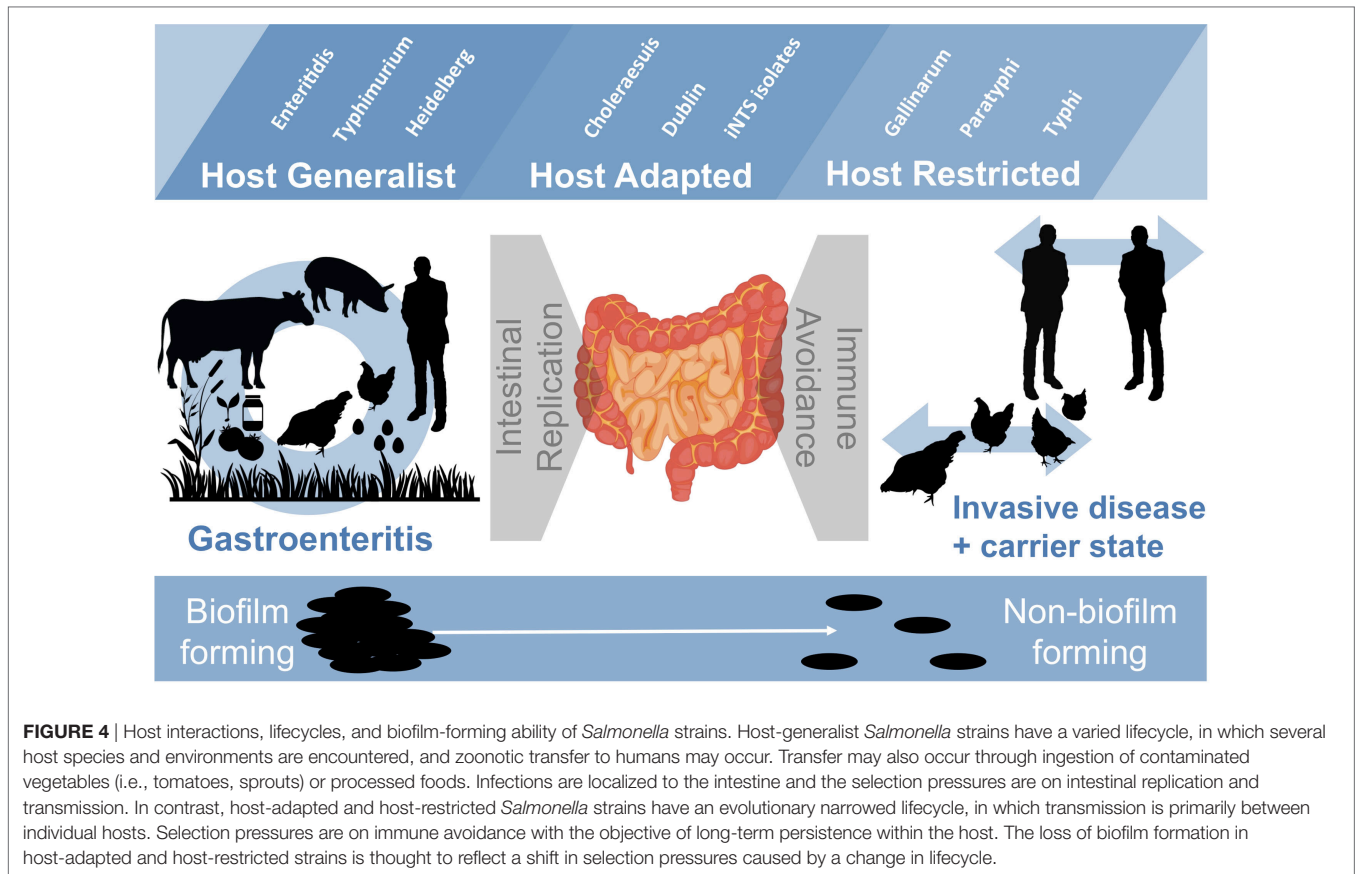 Enteritidis
Typhimurium
Heidelberg
Choleraesuis
Dublin
iNTS isolates
Gallinarum
Paratyphi
Typhi
Host Generalist
Host Adapted
Host Restricted
Intestinal
Replication
Immune
Avoidance
Gastroenteritis
Invasive disease
+ carrier state
Biofilm
forming
Non-biofilm
forming
FIGURE 4 | Host interactions, lifecycles, and biofilm-forming ability of Salmonella strains. Host-generalist Salmonella strains have a varied lifecycle, in which several
host species and environments are encountered, and zoonotic transfer to humans may occur. Transfer may also occur through ingestion of contaminated
vegetables (i.e., tomatoes, sprouts) or processed foods. Infections are localized to the intestine and the selection pressures are on intestinal replication and
transmission. In contrast, host-adapted and host-restricted Salmonella strains have an evolutionary narrowed lifecycle, in which transmission is primarily between
individual hosts. Selection pressures are on immune avoidance with the objective of long-term persistence within the host. The loss of biofilm formation in
host-adapted and host-restricted strains is thought to reflect a shift in selection pressures caused by a change in lifecycle.